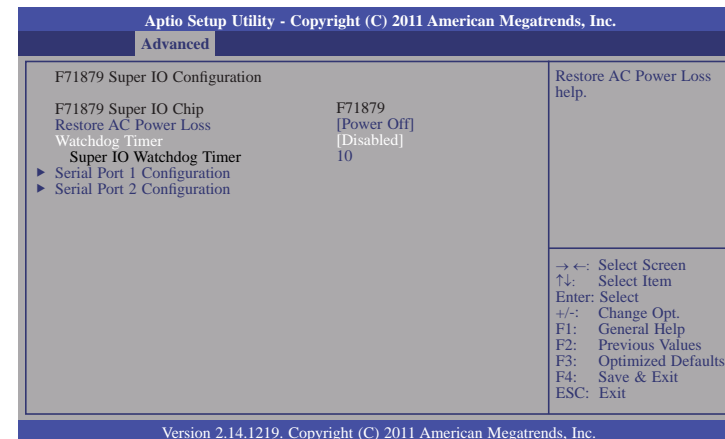 Aptio Setup Utility - Copyright (C) 2011 American Megatrends, Inc.
Advanced
F71879 Super IO Configuration
F71879 Super IO Chip F71879
Restore AC Power Loss [Power Off]
Watchdog Timer [Disabled]
Super IO Watchdog Timer 10
▶ Serial Port 1 Configuration
▶ Serial Port 2 Configuration
Restore AC Power Loss
help.
→←: Select Screen
↑↓: Select Item
Enter: Select
+/-: Change Opt.
F1: General Help
F2: Previous Values
F3: Optimized Defaults
F4: Save & Exit
ESC: Exit
Version 2.14.1219. Copyright (C) 2011 American Megatrends, Inc.